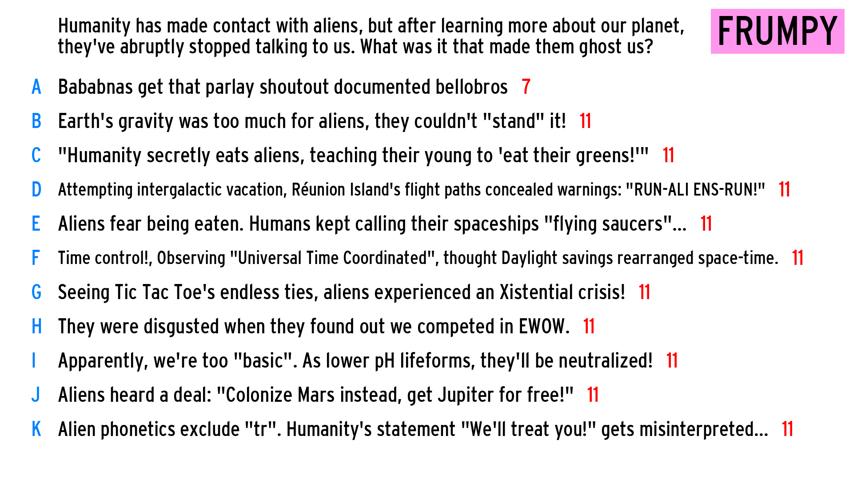 Humanity has made contact with aliens, but after learning more about our planet,
they've abruptly stopped talking to us. What was it that made them ghost us?
FRUMPY
A Bababnas get that parlay shoutout documented bellobros 7
B Earth's gravity was too much for aliens, they couldn't "stand" it! 11
C "Humanity secretly eats aliens, teaching their young to 'eat their greens!'" 11
D Attempting intergalactic vacation, Réunion Island's flight paths concealed warnings: "RUN-ALI ENS-RUN!" 11
E Aliens fear being eaten. Humans kept calling their spaceships "flying saucers"... 11
F Time control!, Observing "Universal Time Coordinated", thought Daylight savings rearranged space-time. 11
G Seeing Tic Tac Toe's endless ties, aliens experienced an Xistential crisis! 11
H They were disgusted when they found out we competed in EWOW. 11
I Apparently, we're too "basic". As lower pH lifeforms, they'll be neutralized! 11
J Aliens heard a deal: "Colonize Mars instead, get Jupiter for free!" 11
K Alien phonetics exclude "tr". Humanity's statement "We'll treat you!" gets misinterpreted... 11